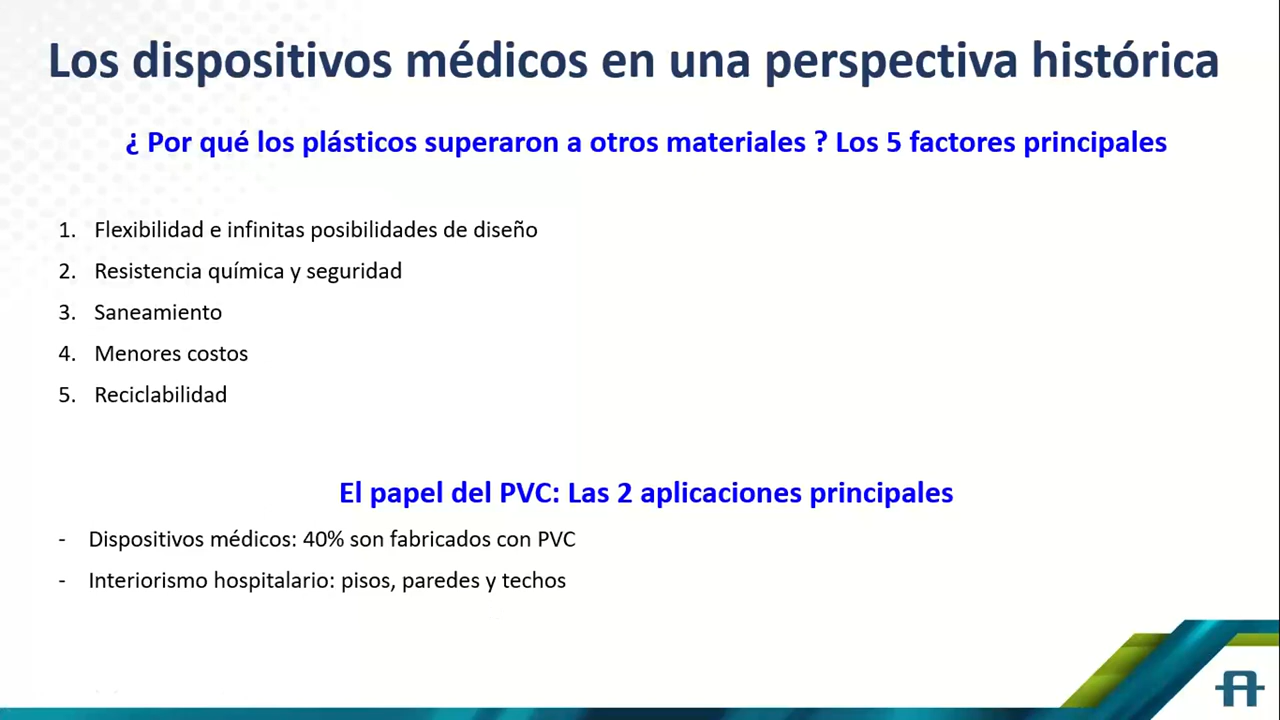 Los dispositivos médicos en una perspectiva histórica
¿ Por qué los plásticos superaron a otros materiales ? Los 5 factores principales
1. Flexibilidad e infinitas posibilidades de diseño
2. Resistencia química y seguridad
3. Saneamiento
4. Menores costos
5. Reciclabilidad
El papel del PVC: Las 2 aplicaciones principales
- Dispositivos médicos: 40% son fabricados con PVC
- Interiorismo hospitalario: pisos, paredes y techos